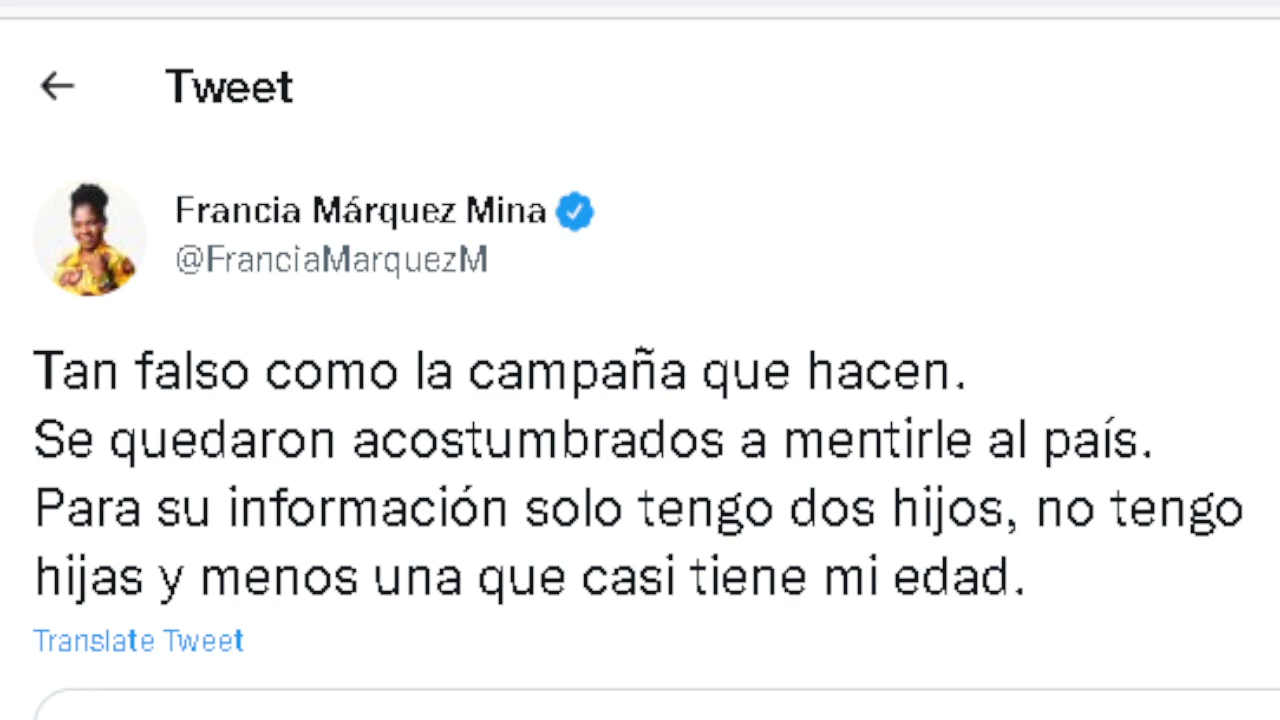 Tweet
Francia Márquez Mina
@FranciaMarquezM
Tan falso como la campaña que hacen.
Se quedaron acostumbrados a mentirle al país.
Para su información solo tengo dos hijos, no tengo
hijas y menos una que casi tiene mi edad.
Translate Tweet